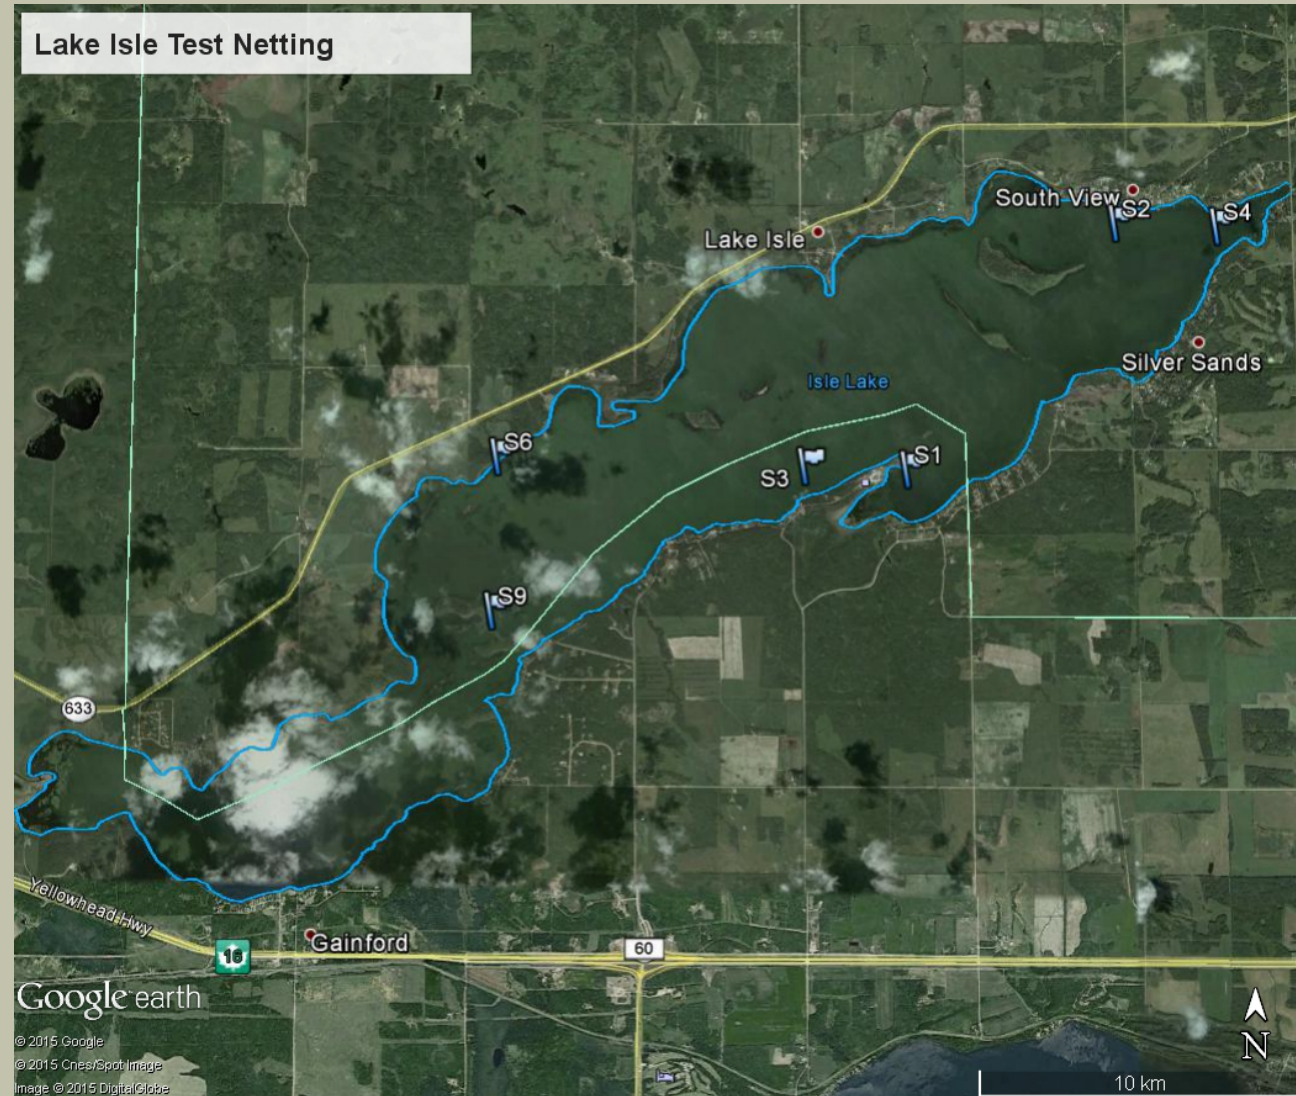 Lake Isle Test Netting
South View
S2
S4
Lake Isle
Silver Sands
Isle Lake
S6
S3
S1
S9
633
Yellowhead Hwy
16
Gainford
60
Google earth
© 2015 Google
© 2015 Cnes/Spot Image
Image © 2015 DigitalGlobe
N
10 km